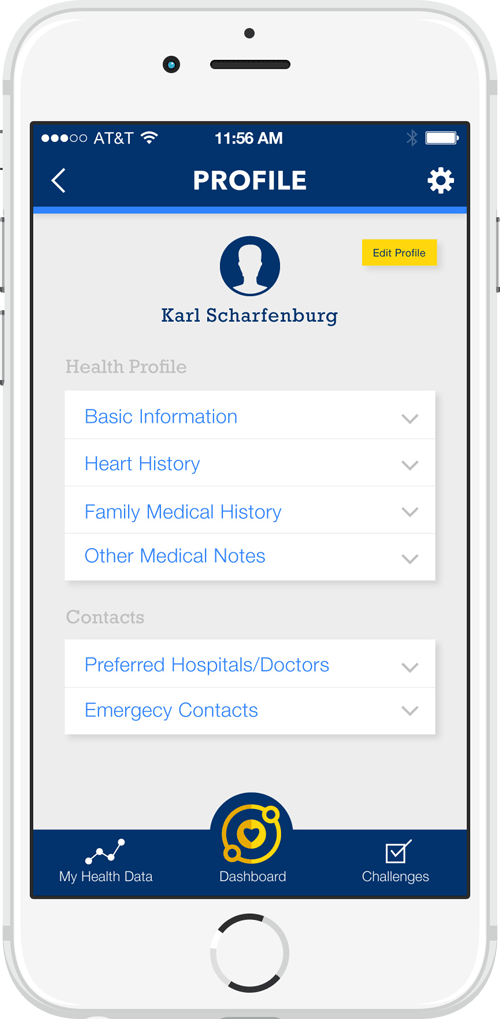 AT&T 11:56 AM
PROFILE
Edit Profile
Karl Scharfenburg
Health Profile
Basic Information
Heart History
Family Medical History
Other Medical Notes
Contacts
Preferred Hospitals/Doctors
Emergecy Contacts
My Health Data Dashboard Challenges